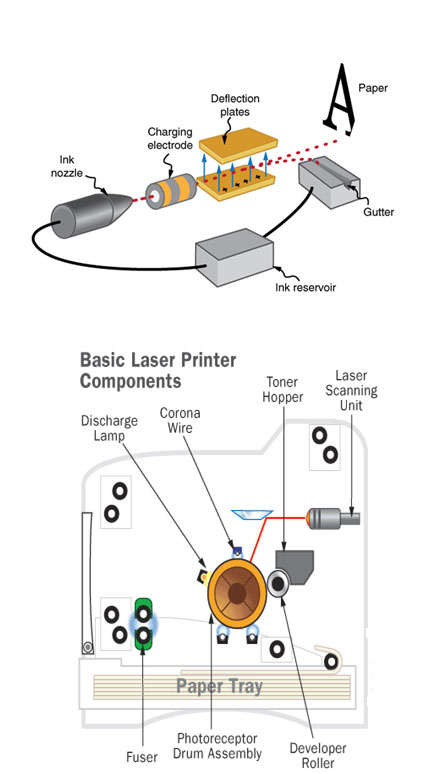 Paper
Deflection
plates
Charging
electrode
Ink
nozzle
A
Gutter
Ink reservoir
Basic Laser Printer
Components
Laser
Scanning
Unit
Toner
Hopper
Corona
Wire
Discharge
Lamp
Paper Tray
Fuser
Photoreceptor
Drum Assembly
Developer
Roller